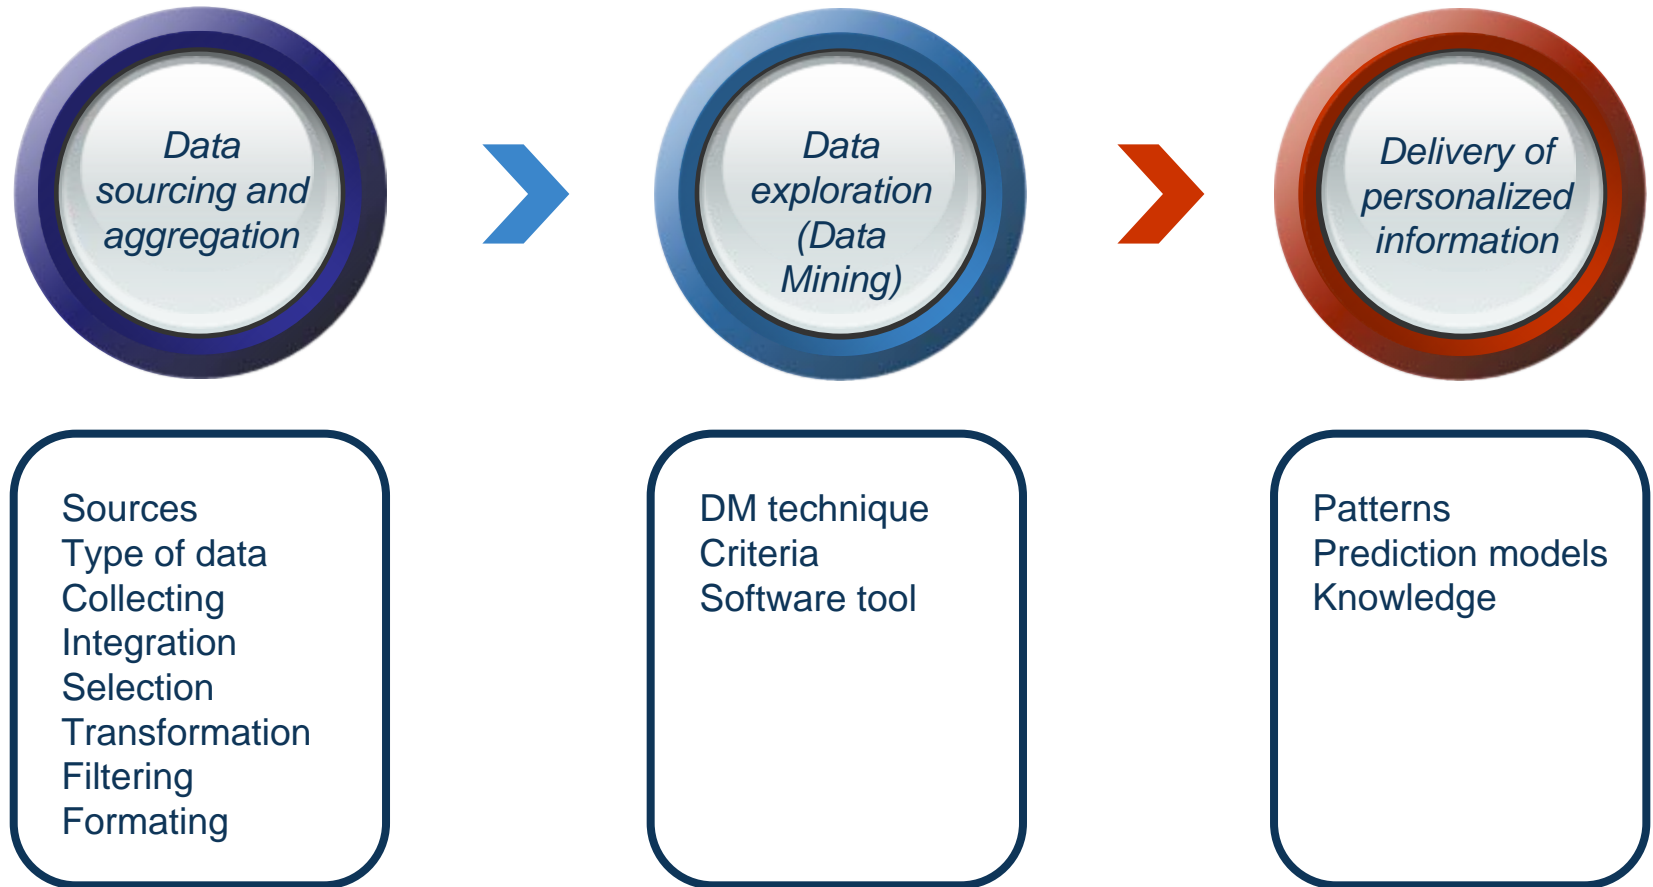 Data
sourcing and
aggregation
Data
exploration
(Data
Mining)
Delivery of
personalized
information
Sources
Type of data
Collecting
Integration
Selection
Transformation
Filtering
Formating
DM technique
Criteria
Software tool
Patterns
Prediction models
Knowledge